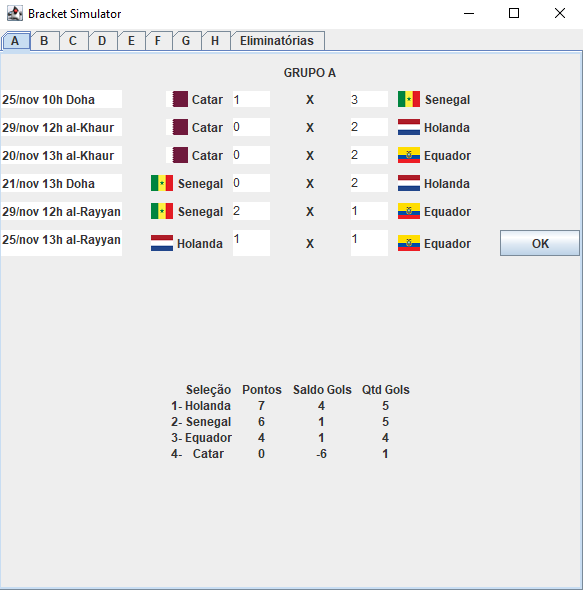 Bracket Simulator
A B C D E F G H Eliminatórias
GRUPO A
25/nov 10h Doha Catar 1 X 3 Senegal
29/nov 12h al-Khaur Catar 0 X 2 Holanda
20/nov 13h al-Khaur Catar 0 X 2 Equador
21/nov 13h Doha Senegal 0 X 2 Holanda
29/nov 12h al-Rayyan Senegal 2 X 1 Equador
25/nov 13h al-Rayyan Holanda 1 X 1 Equador OK
Seleção Pontos Saldo Gols Qtd Gols
1- Holanda 7 4 5
2- Senegal 6 1 5
3- Equador 4 1 4
4- Catar 0 -6 1